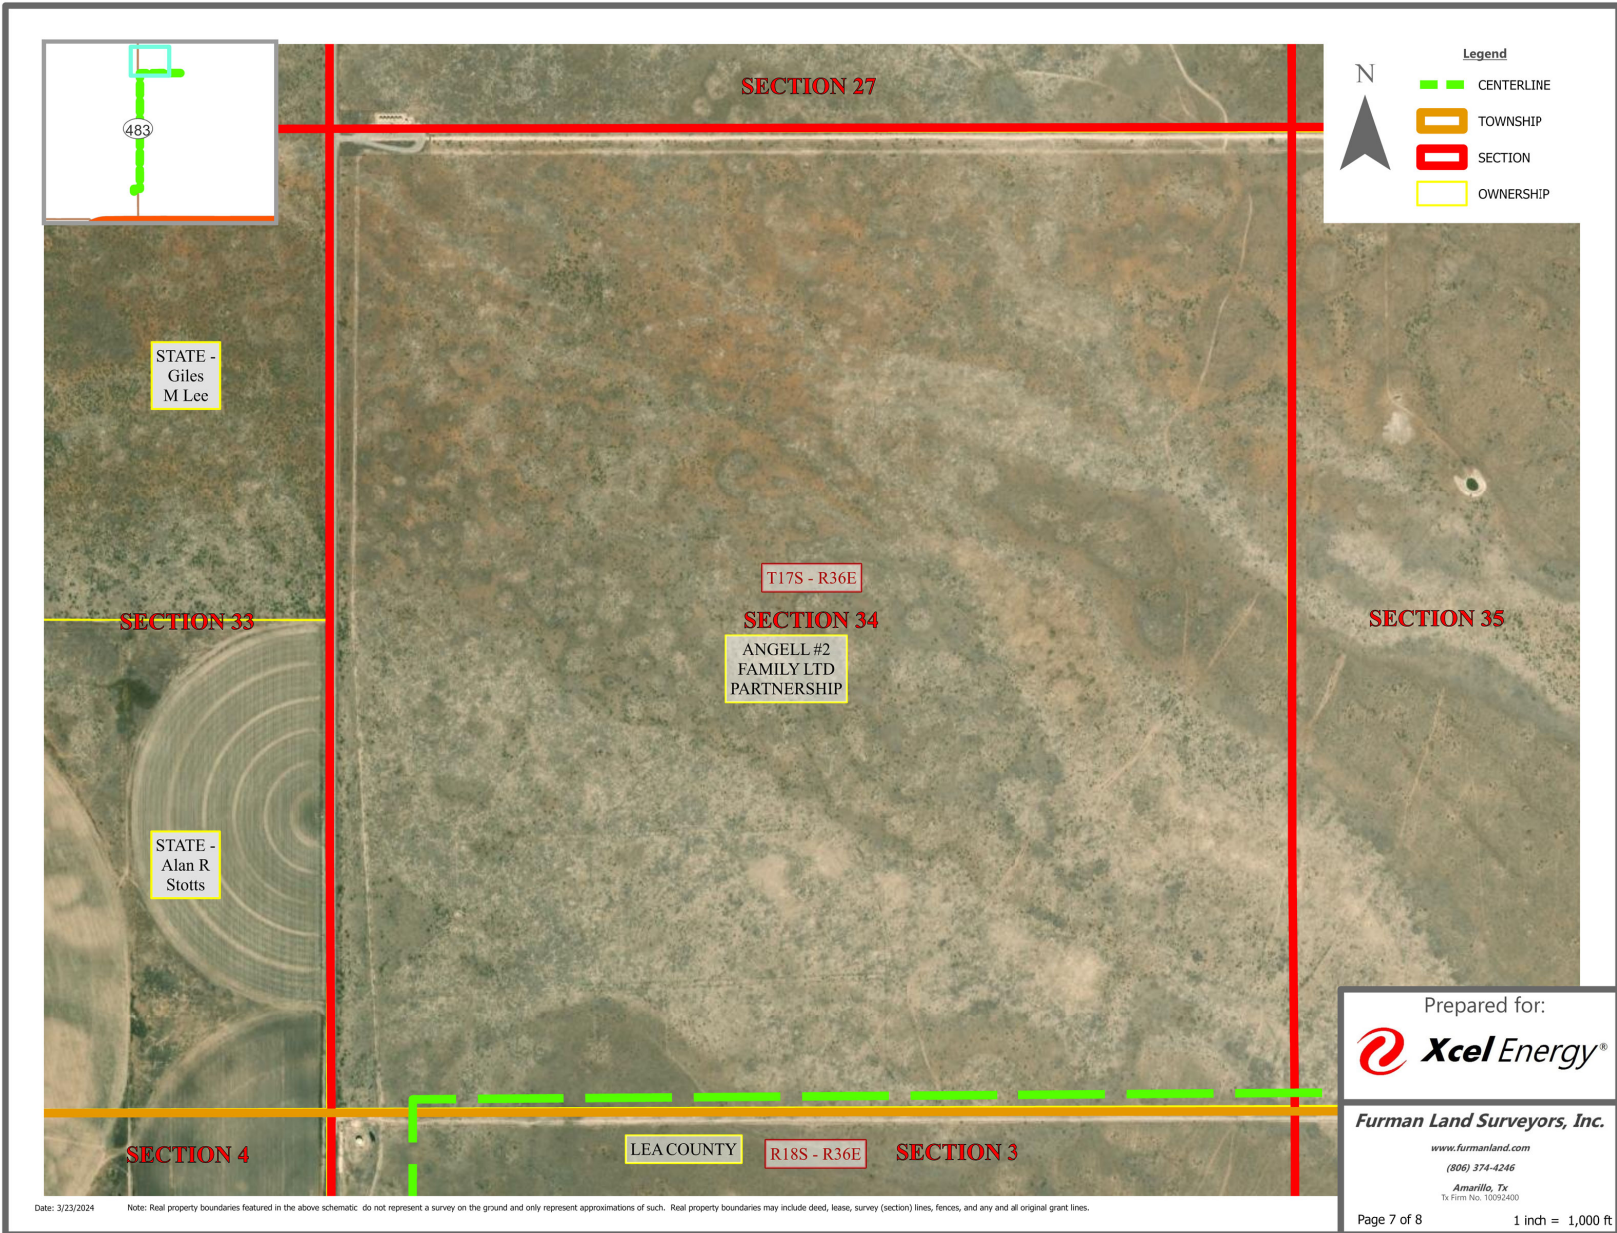 483
SECTION 27
Legend
N
CENTERLINE
TOWNSHIP
SECTION
OWNERSHIP
STATE -
Giles
M Lee
T17S - R36E
SECTION 33
SECTION 34
SECTION 35
ANGELL #2
FAMILY LTD
PARTNERSHIP
STATE -
Alan R
Stotts
SECTION 4
LEA COUNTY
R18S - R36E
SECTION 3
Prepared for:
Xcel Energy®
Furman Land Surveyors, Inc.
www.furmanland.com
(806) 374-4246
Amarillo, Tx
Tx Firm No. 10092400
Page 7 of 8
1 inch = 1,000 ft
Date: 3/23/2024
Note: Real property boundaries featured in the above schematic do not represent a survey on the ground and only represent approximations of such. Real property boundaries may include deed, lease, survey (section) lines, fences, and any and all original grant lines.